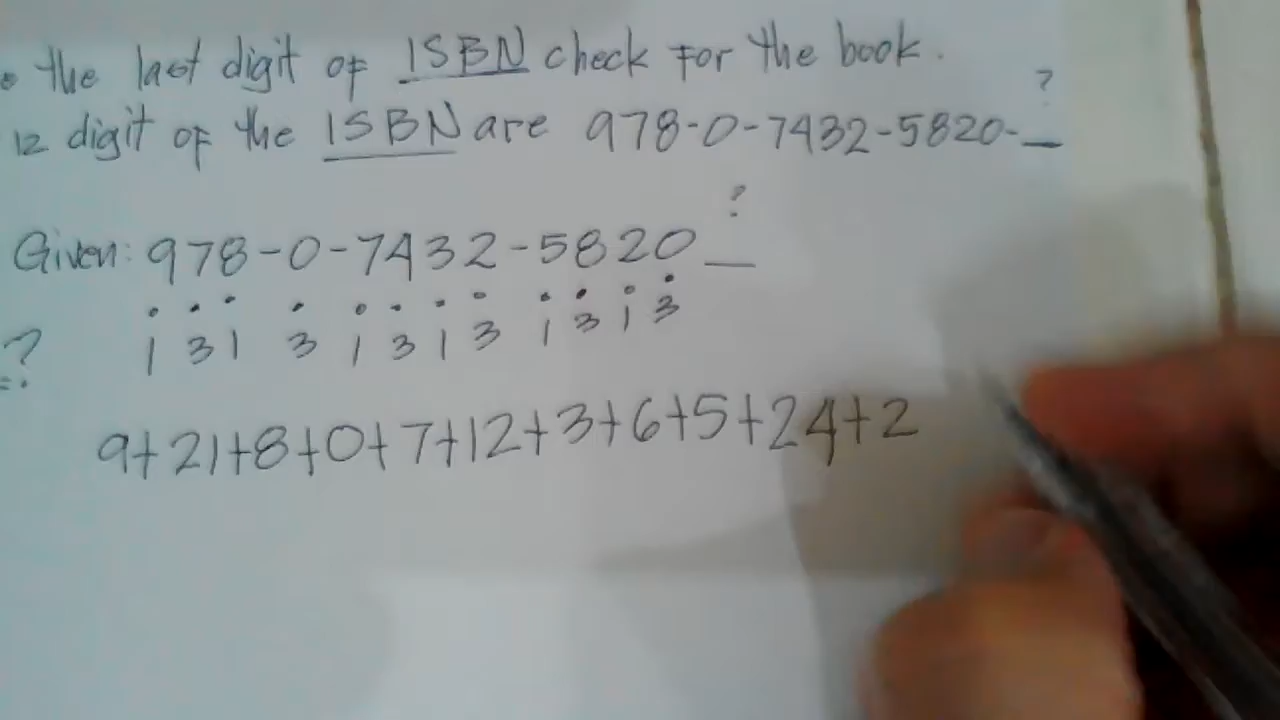 • the last digit of ISBN check for the book.
?
12 digit of the ISBN are 978-0-7432-5820-_
?
Given: 978-0-7432-5820_
? 1 3 1 3 1 3 1 3 1 3 1 3
9+21+8+0+7+12+3+6+5+24+2